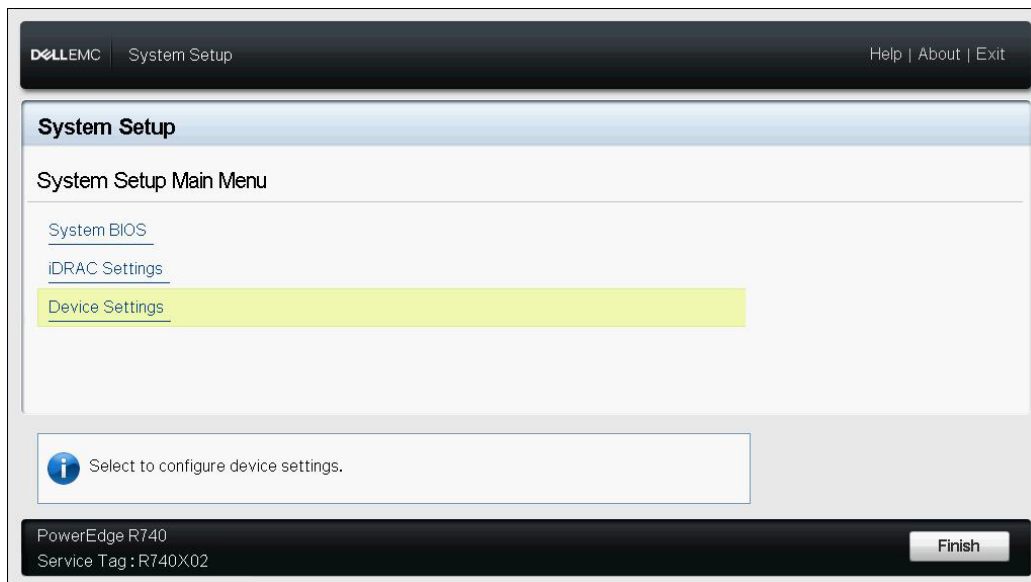 DELLEMC System Setup Help | About | Exit
System Setup
System Setup Main Menu
System BIOS
iDRAC Settings
Device Settings
Select to configure device settings.
PowerEdge R740
Service Tag : R740X02
Finish